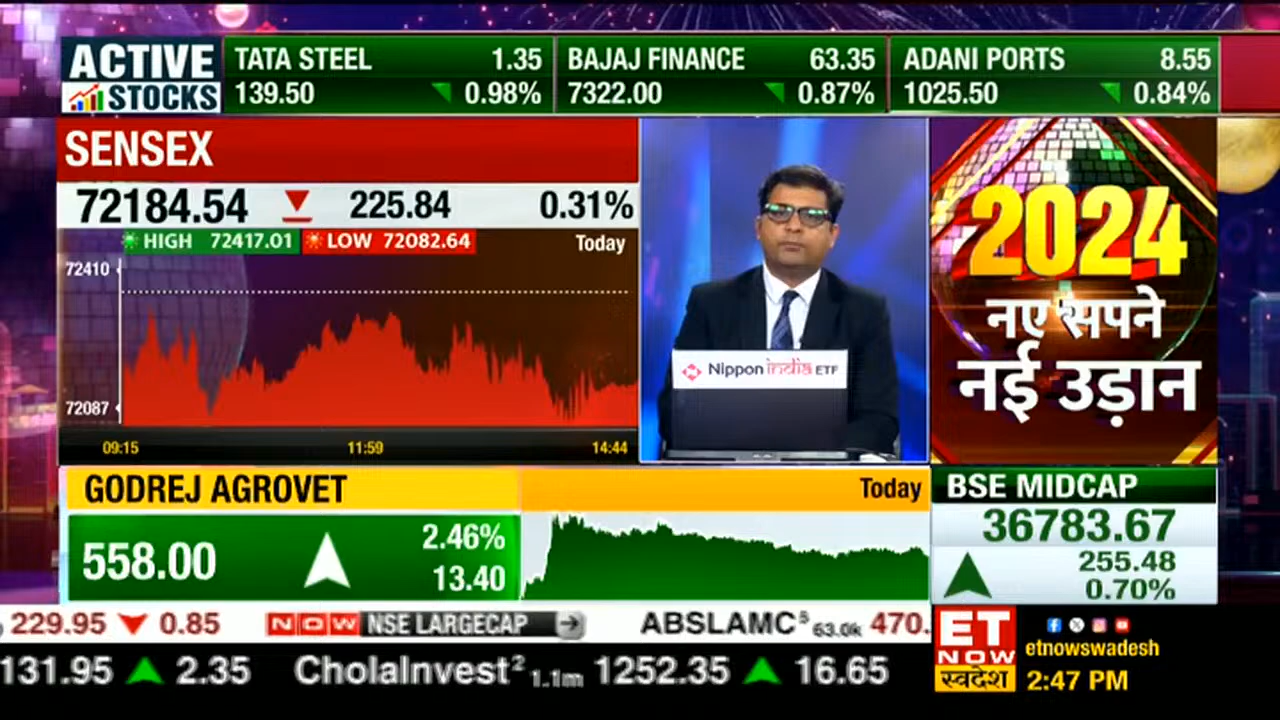 ACTIVE STOCKS
TATA STEEL 1.35
139.50 0.98%
BAJAJ FINANCE 63.35
7322.00 0.87%
ADANI PORTS 8.55
1025.50 0.84%
SENSEX
72184.54 225.84 0.31%
HIGH 72417.01 LOW 72082.64 Today
72410
72087
09:15 11:59 14:44
Nippon india ETF
2024
नए सपने
नई उड़ान
GODREJ AGROVET Today
558.00 2.46%
13.40
BSE MIDCAP
36783.67
255.48
0.70%
229.95 0.85 NOW NSE LARGECAP ABSLAMC 5 63.0k 470.
131.95 2.35 CholaInvest 2 1.1m 1252.35 16.65
ET
NOW
स्वदेश
etnowswadesh
2:47 PM